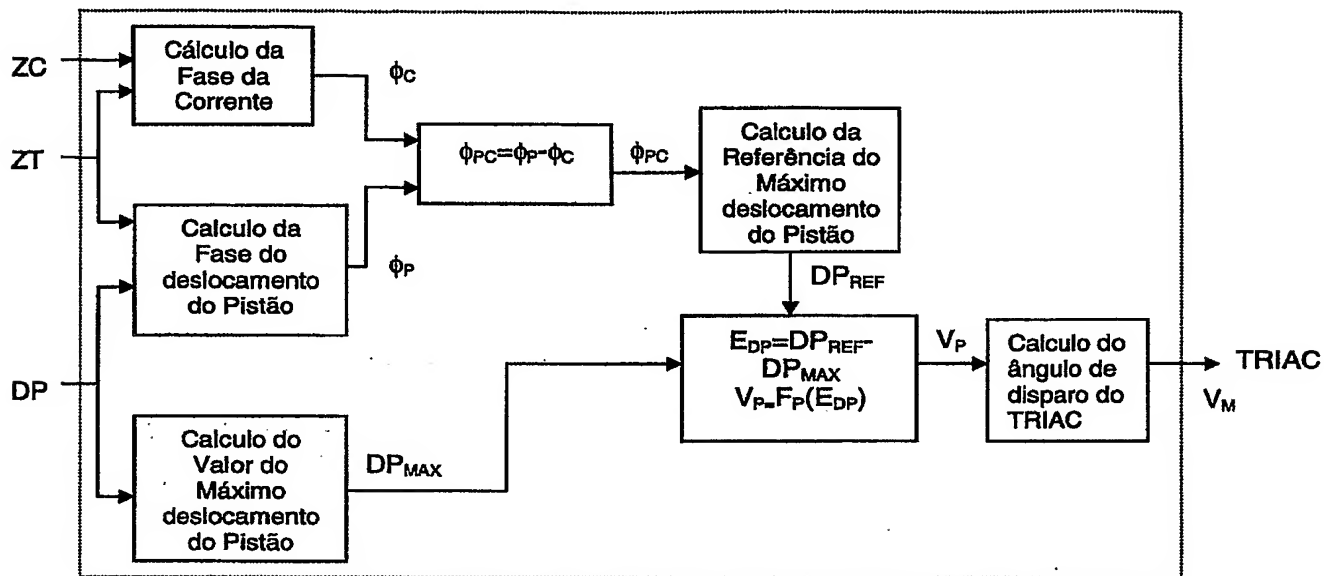 ZC
Cálculo da
Fase da
Corrente
ϕC
ZT
ϕPC=ϕP-ϕC
ϕPC
Calculo da
Referência do
Máximo
deslocamento
do Pistão
Calculo da
Fase do
deslocamento
do Pistão
ϕP
DPREF
DP
EDP=DPREF-
DPMAX
VP=FP(EDP)
VP
Calculo do
ângulo de
disparo do
TRIAC
TRIAC
VM
Calculo do
Valor do
Máximo
deslocamento
do Pistão
DPMAX